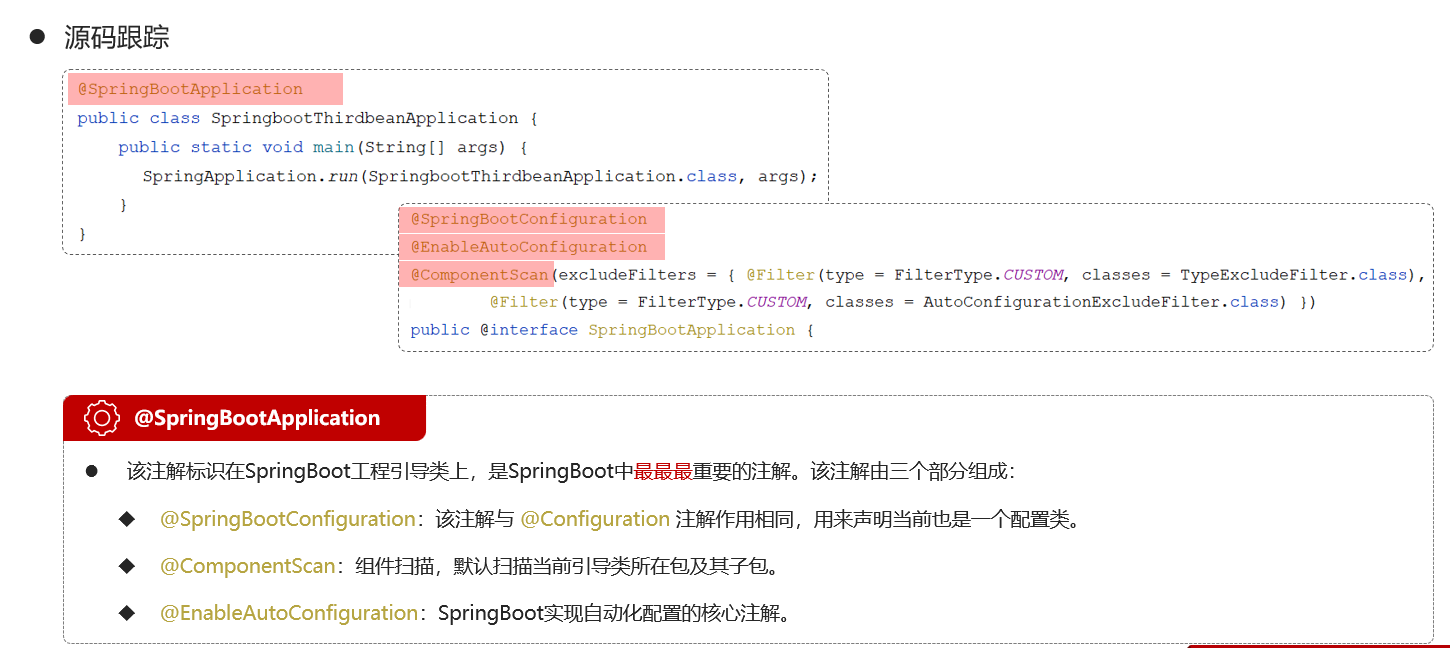 源码跟踪
@SpringBootApplication
public class SpringbootThirdbeanApplication {
public static void main(String[] args) {
SpringApplication.run(SpringbootThirdbeanApplication.class, args);
}
}
@SpringBootConfiguration
@EnableAutoConfiguration
@ComponentScan(excludeFilters = { @Filter(type = FilterType.CUSTOM, classes = TypeExcludeFilter.class),
@Filter(type = FilterType.CUSTOM, classes = AutoConfigurationExcludeFilter.class) })
public @interface SpringBootApplication {
@SpringBootApplication
该注解标识在SpringBoot工程引导类上，是SpringBoot中最最最重要的注解。该注解由三个部分组成：
@SpringBootConfiguration：该注解与 @Configuration 注解作用相同，用来声明当前也是一个配置类。
@ComponentScan：组件扫描，默认扫描当前引导类所在包及其子包。
@EnableAutoConfiguration：SpringBoot实现自动化配置的核心注解。